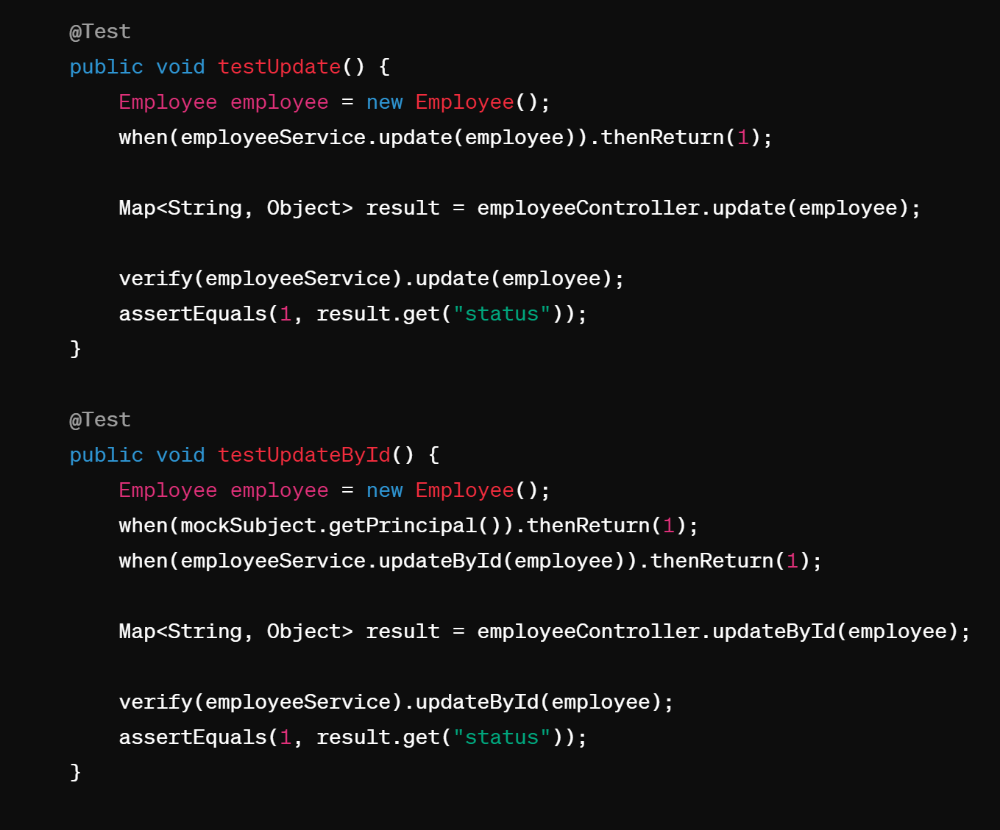 @Test
public void testUpdate() {
    Employee employee = new Employee();
    when(employeeService.update(employee)).thenReturn(1);
    Map<String, Object> result = employeeController.update(employee);
    verify(employeeService).update(employee);
    assertEquals(1, result.get("status"));
}
@Test
public void testUpdateById() {
    Employee employee = new Employee();
    when(mockSubject.getPrincipal()).thenReturn(1);
    when(employeeService.updateById(employee)).thenReturn(1);
    Map<String, Object> result = employeeController.updateById(employee);
    verify(employeeService).updateById(employee);
    assertEquals(1, result.get("status"));
}